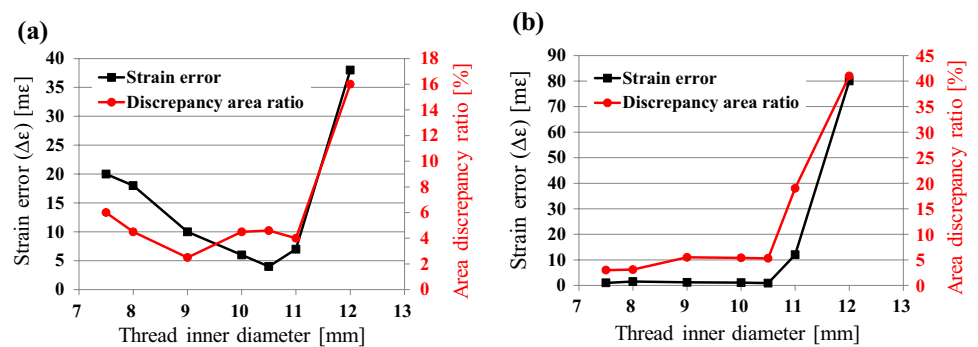 (a)
Strain error (Δε) [mε]
40
35
30
25
20
15
10
5
0
Strain error
Discrepancy area ratio
18
16
14
12
10
8
6
4
2
0
Area discrepancy ratio [%]
7 8 9 10 11 12 13
Thread inner diameter [mm]
(b)
Strain error (Δε) [mε]
90
80
70
60
50
40
30
20
10
0
Strain error
Discrepancy area ratio
45
40
35
30
25
20
15
10
5
0
Area discrepancy ratio [%]
7 8 9 10 11 12 13
Thread inner diameter [mm]